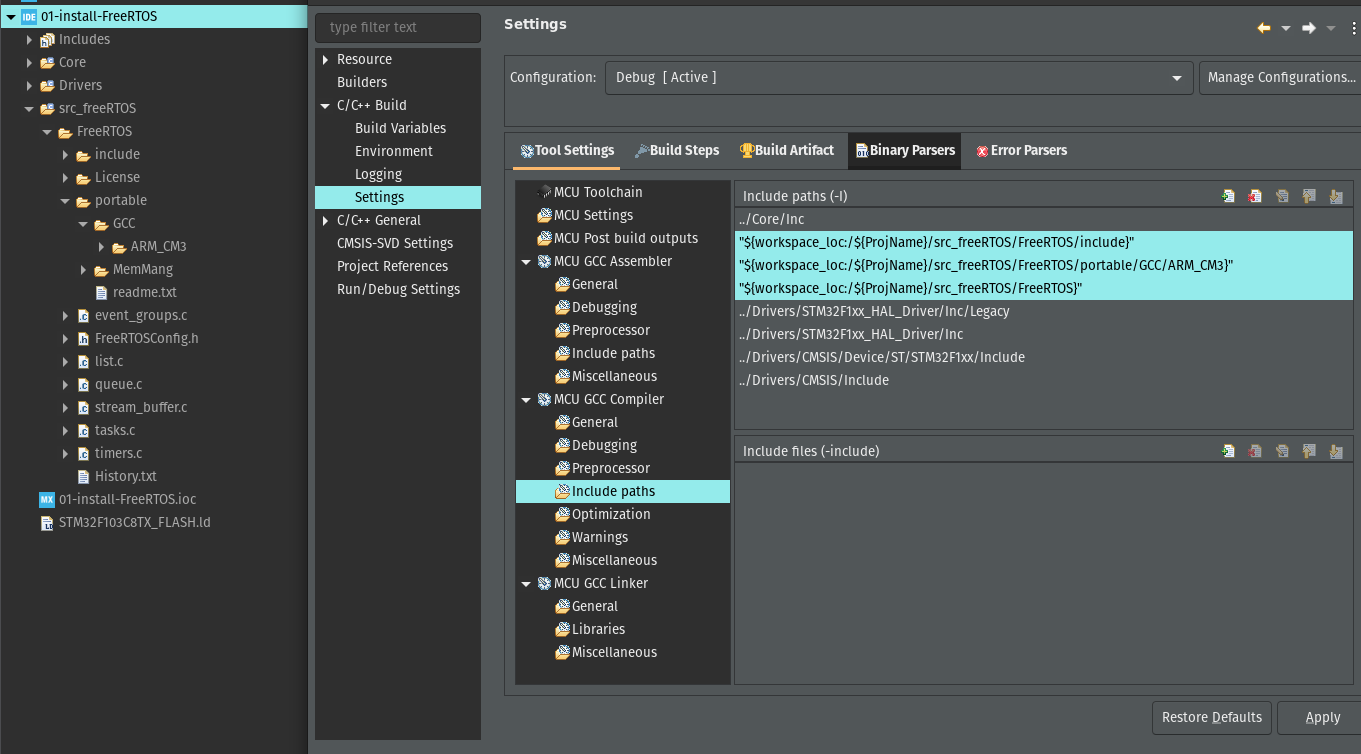 IDE 01-install-FreeRTOS
Includes
Core
Drivers
src_freeRTOS
FreeRTOS
include
License
portable
GCC
ARM_CM3
MemMang
readme.txt
event_groups.c
FreeRTOSConfig.h
list.c
queue.c
stream_buffer.c
tasks.c
timers.c
History.txt
MX 01-install-FreeRTOS.ioc
STM32F103C8TX_FLASH.ld
type filter text
Resource
Builders
C/C++ Build
Build Variables
Environment
Logging
Settings
C/C++ General
CMSIS-SVD Settings
Project References
Run/Debug Settings
Settings
Configuration: Debug [ Active ] Manage Configurations...
Tool Settings Build Steps Build Artifact Binary Parsers Error Parsers
MCU Toolchain
MCU Settings
MCU Post build outputs
MCU GCC Assembler
General
Debugging
Preprocessor
Include paths
Miscellaneous
MCU GCC Compiler
General
Debugging
Preprocessor
Include paths
Optimization
Warnings
Miscellaneous
MCU GCC Linker
General
Libraries
Miscellaneous
Include paths (-I)
../Core/Inc
"${workspace_loc:/${ProjName}/src_freeRTOS/FreeRTOS/include}"
"${workspace_loc:/${ProjName}/src_freeRTOS/FreeRTOS/portable/GCC/ARM_CM3}"
"${workspace_loc:/${ProjName}/src_freeRTOS/FreeRTOS}"
../Drivers/STM32F1xx_HAL_Driver/Inc/Legacy
../Drivers/STM32F1xx_HAL_Driver/Inc
../Drivers/CMSIS/Device/ST/STM32F1xx/Include
../Drivers/CMSIS/Include
Include files (-include)
Restore Defaults Apply